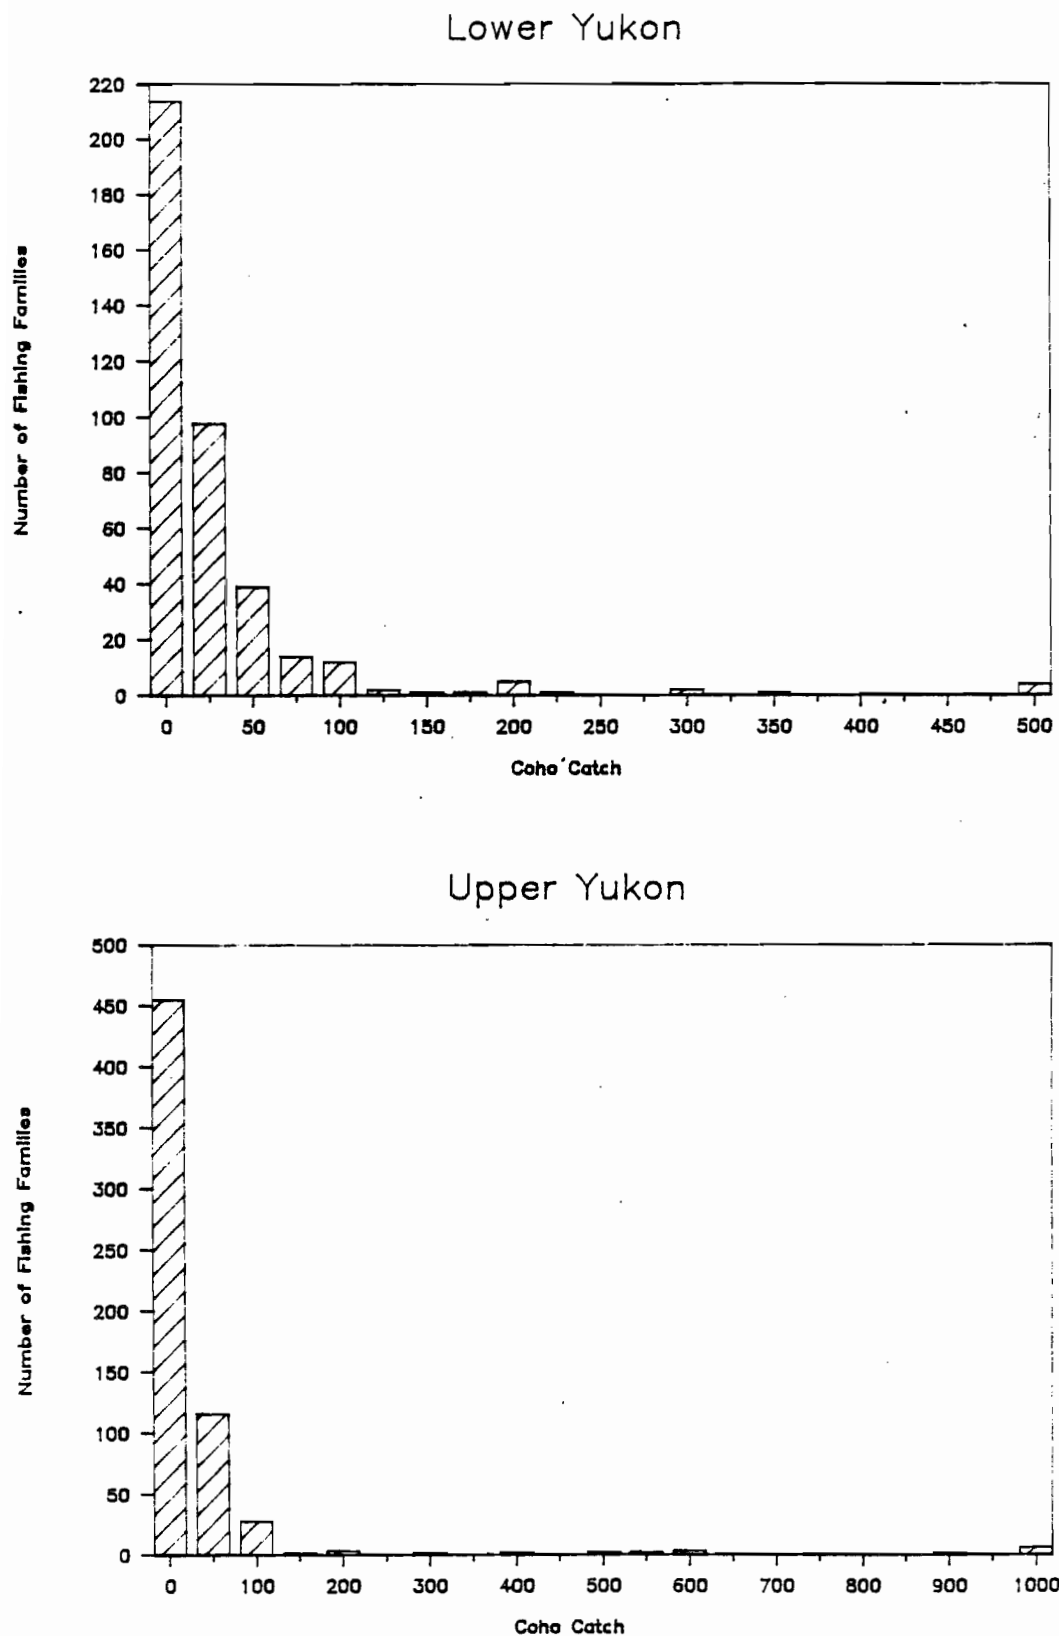 Lower Yukon
Number of Fishing Families
220
200
180
160
140
120
100
80
60
40
20
0
0 50 100 150 200 250 300 350 400 450 500
Coho Catch
Upper Yukon
Number of Fishing Families
500
450
400
350
300
250
200
150
100
50
0
0 100 200 300 400 500 600 700 800 900 1000
Coho Catch